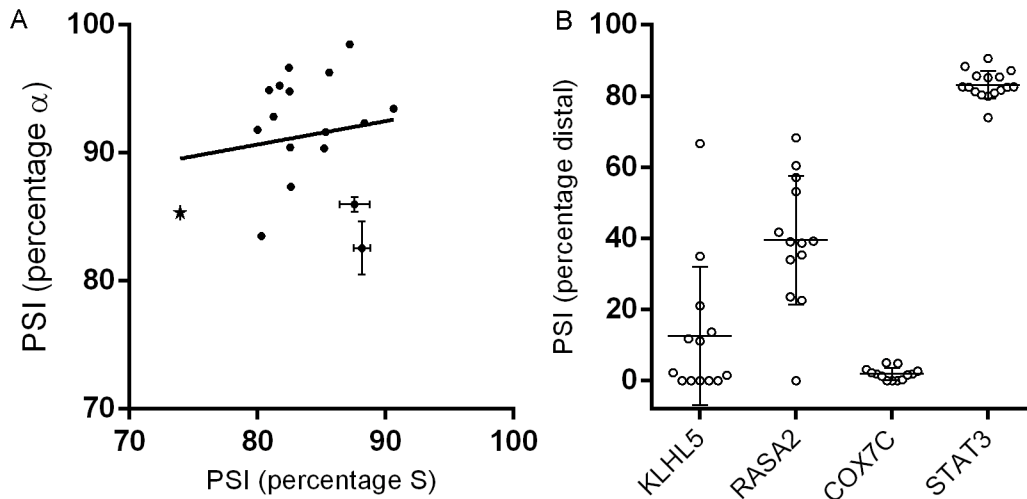 A
PSI (percentage α)
100
90
80
70
70
80
90
100
PSI (percentage S)
B
PSI (percentage distal)
100
80
60
40
20
0
KLHL5
RASA2
COX7C
STAT3